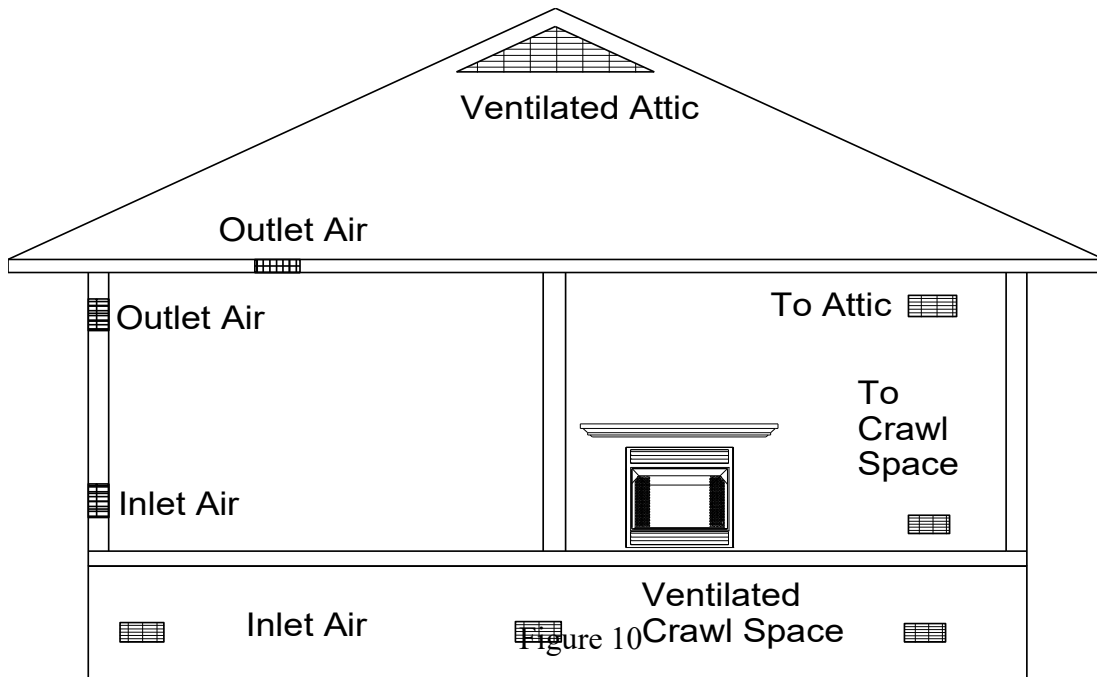 Ventilated Attic
Outlet Air
Outlet Air
To Attic
To
Crawl
Space
Inlet Air
Inlet Air
Ventilated
Crawl Space
Figure 10